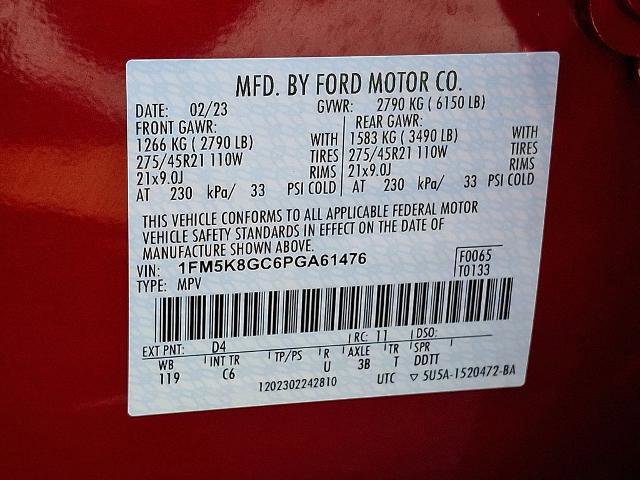 MFD. BY FORD MOTOR CO.
DATE: 02/23 GVWR: 2790 KG ( 6150 LB)
FRONT GAWR: REAR GAWR:
1266 KG ( 2790 LB) WITH 1583 KG ( 3490 LB) WITH
275/45R21 110W TIRES 275/45R21 110W TIRES
21x9.0J RIMS 21x9.0J RIMS
AT 230 kPa/ 33 PSI COLD AT 230 kPa/ 33 PSI COLD
THIS VEHICLE CONFORMS TO ALL APPLICABLE FEDERAL MOTOR
VEHICLE SAFETY STANDARDS IN EFFECT ON THE DATE OF
MANUFACTURE SHOWN ABOVE.
VIN: 1FM5K8GC6PGA61476 F0065
TYPE: MPV T0133
EXT PNT: D4 RC: 11 DSO:
WB INT TR TP/PS R AXLE TR SPR
119 C6 U 3B T DDTT
1202302242810 UTC ▽ 5U5A-1520472-BA